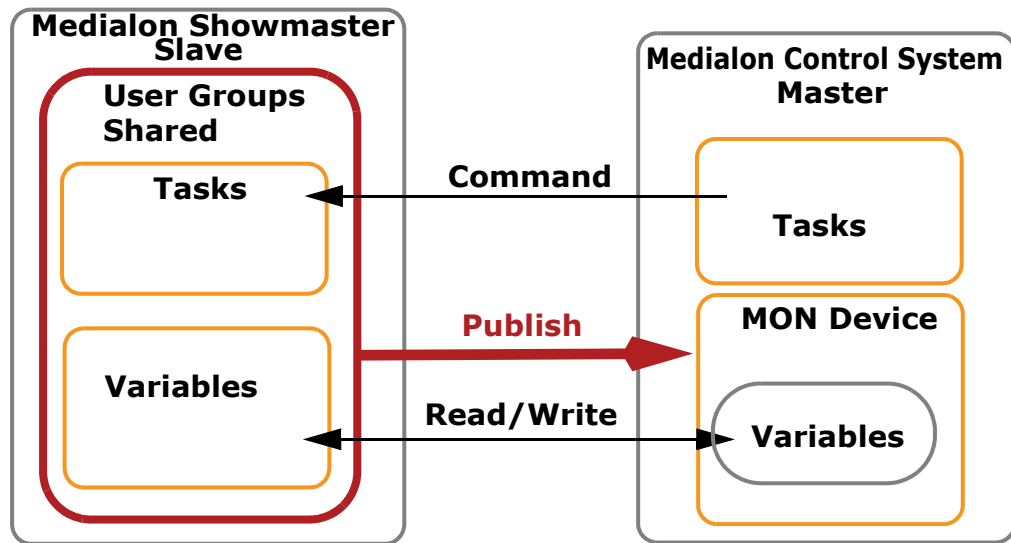 Medialon Showmaster
Slave
User Groups
Shared
Tasks
Variables
Command
Publish
Read/Write
Medialon Control System
Master
Tasks
MON Device
Variables